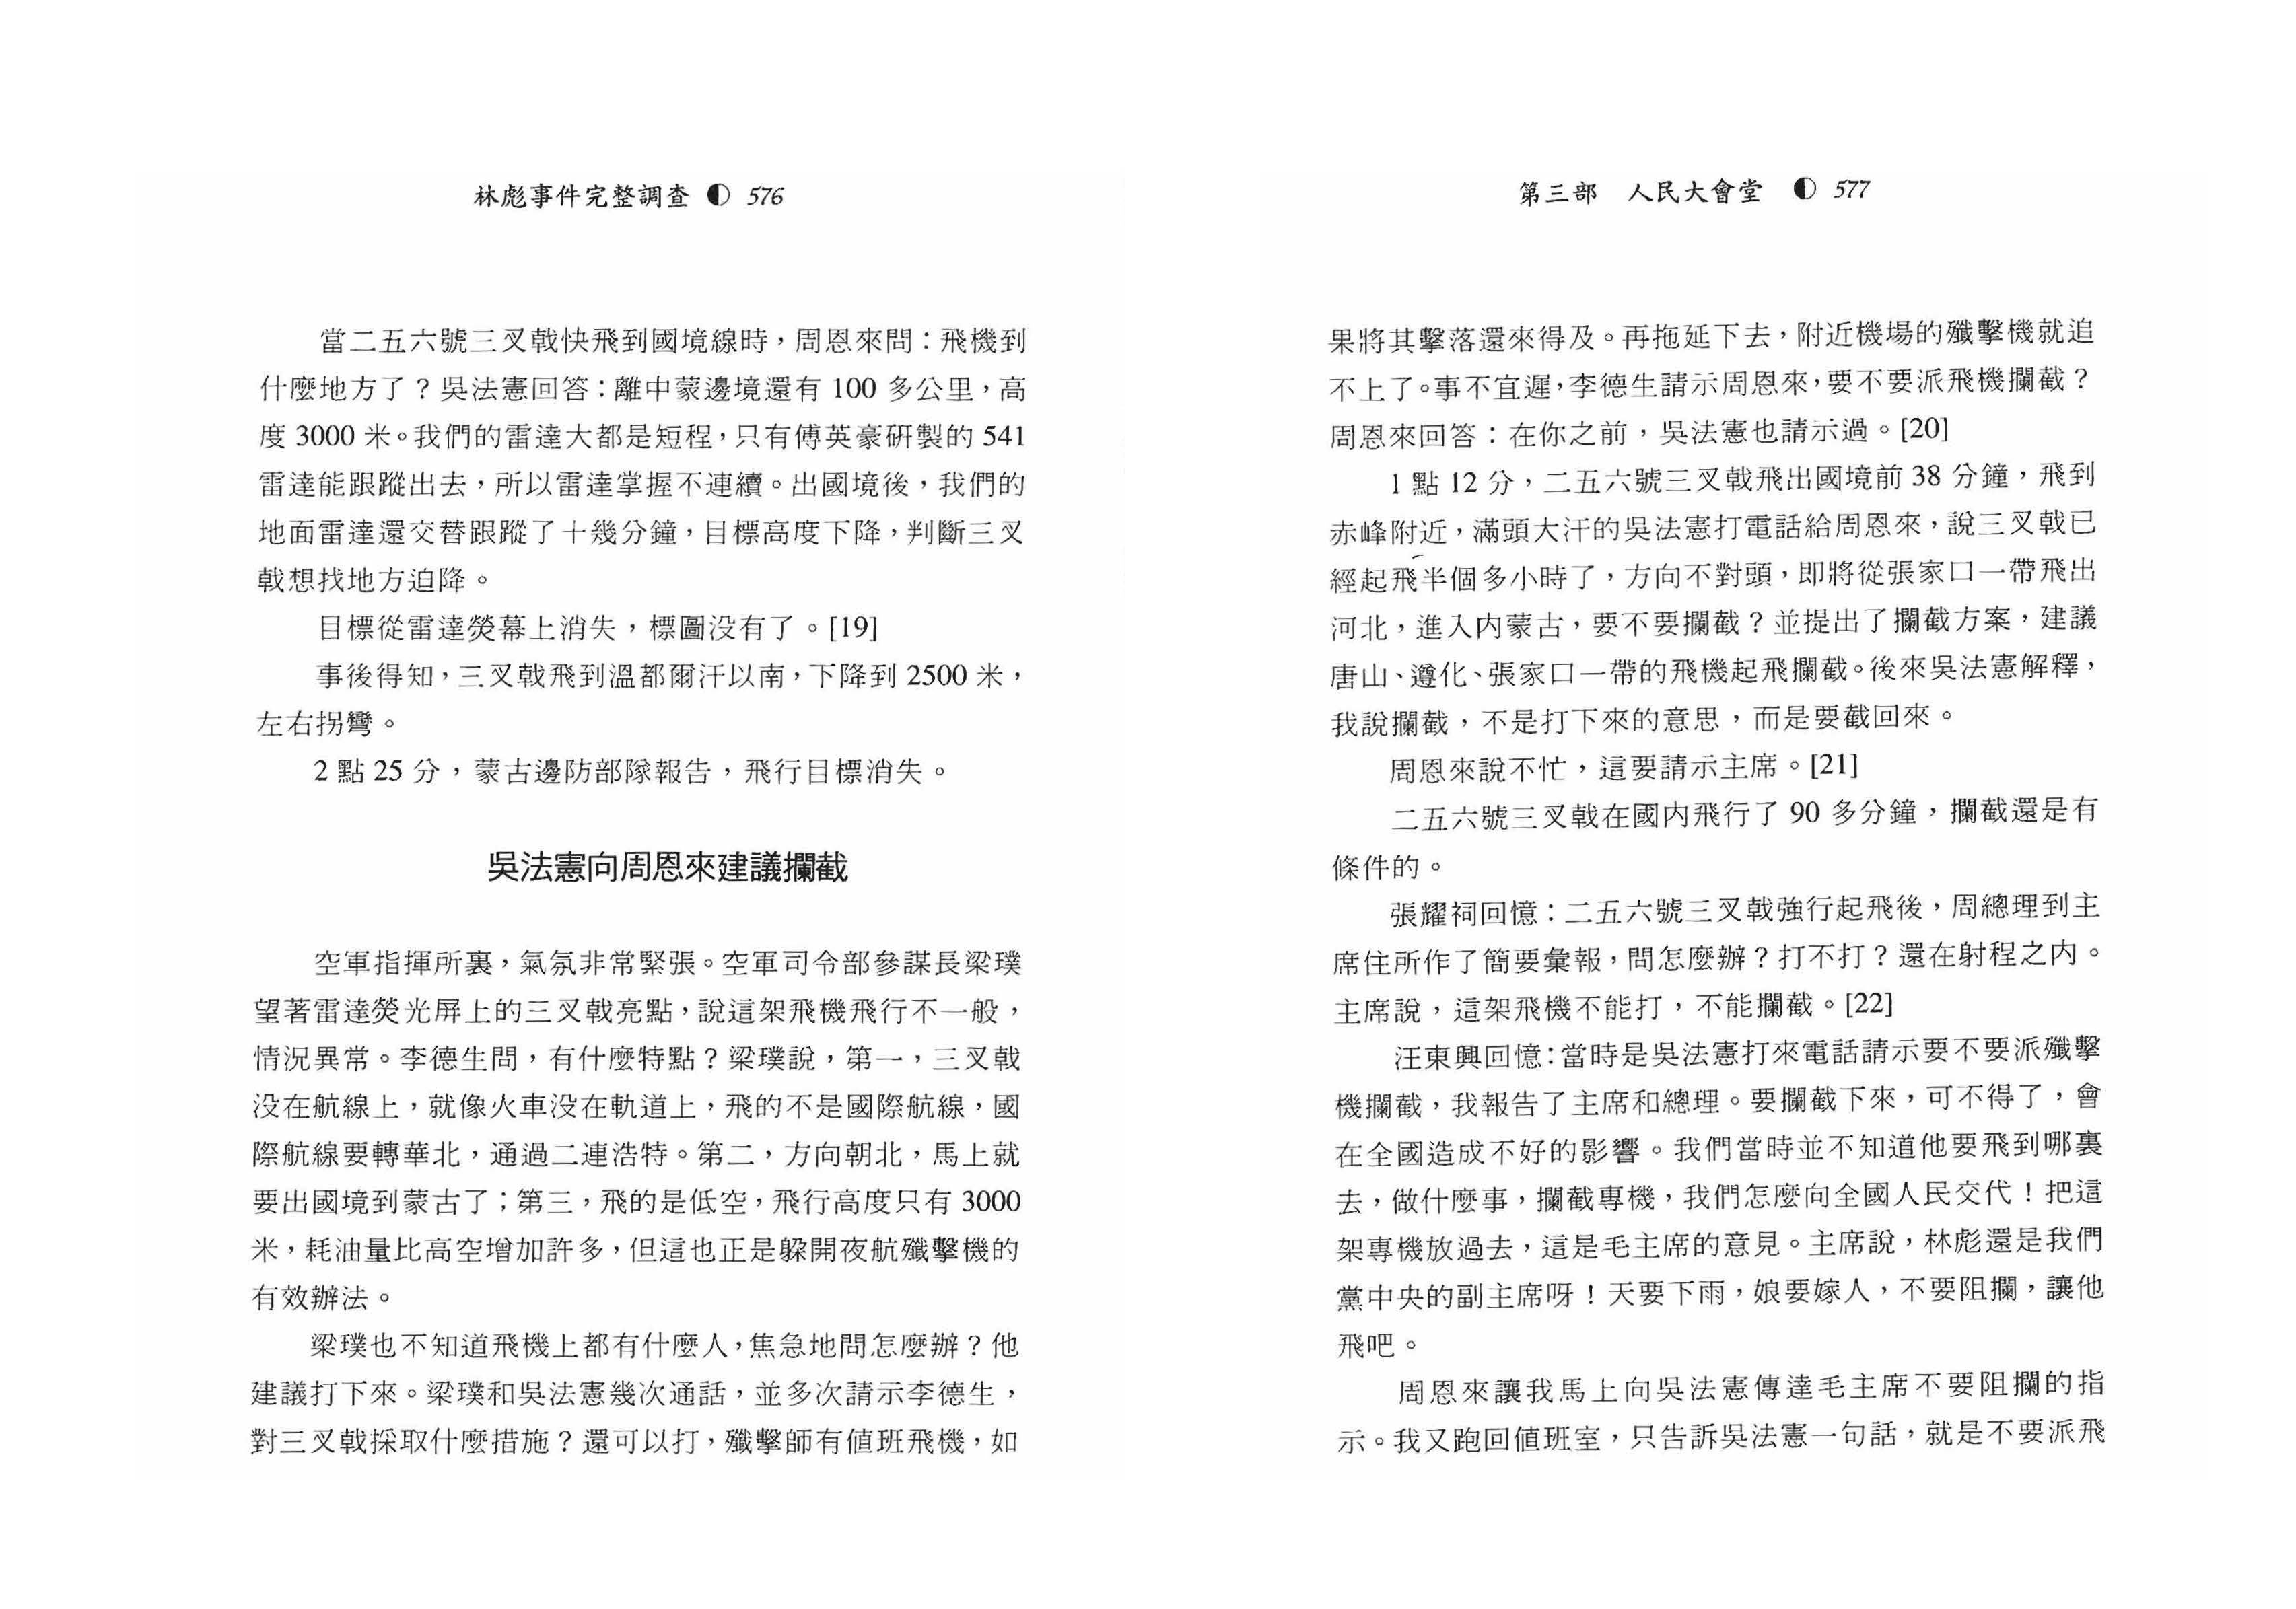 林彪事件完整調查 ◐ 576
當二五六號三叉戟快飛到國境線時，周恩來問：飛機到
什麼地方了？吳法憲回答：離中蒙邊境還有 100 多公里，高
度 3000 米。我們的雷達大都是短程，只有傅英豪研製的 541
雷達能跟蹤出去，所以雷達掌握不連續。出國境後，我們的
地面雷達還交替跟蹤了十幾分鐘，目標高度下降，判斷三叉
戟想找地方迫降。
目標從雷達熒幕上消失，標圖没有了。[19]
事後得知，三叉戟飛到溫都爾汗以南，下降到 2500 米，
左右拐彎。
2 點 25 分，蒙古邊防部隊報告，飛行目標消失。
吳法憲向周恩來建議攔截
空軍指揮所裏，氣氛非常緊張。空軍司令部參謀長梁璞
望著雷達熒光屏上的三叉戟亮點，說這架飛機飛行不一般，
情況異常。李德生問，有什麼特點？梁璞說，第一，三叉戟
没在航線上，就像火車没在軌道上，飛的不是國際航線，國
際航線要轉華北，通過二連浩特。第二，方向朝北，馬上就
要出國境到蒙古了；第三，飛的是低空，飛行高度只有 3000
米，耗油量比高空增加許多，但這也正是躲開夜航殲擊機的
有效辦法。
梁璞也不知道飛機上都有什麼人，焦急地問怎麼辦？他
建議打下來。梁璞和吳法憲幾次通話，並多次請示李德生，
對三叉戟採取什麼措施？還可以打，殲擊師有值班飛機，如
第三部　人民大會堂　◐ 577
果將其擊落還來得及。再拖延下去，附近機場的殲擊機就追
不上了。事不宜遲，李德生請示周恩來，要不要派飛機攔截？
周恩來回答：在你之前，吳法憲也請示過。[20]
1 點 12 分，二五六號三叉戟飛出國境前 38 分鐘，飛到
赤峰附近，滿頭大汗的吳法憲打電話給周恩來，說三叉戟已
經起飛半個多小時了，方向不對頭，即將從張家口一帶飛出
河北，進入内蒙古，要不要攔截？並提出了攔截方案，建議
唐山、遵化、張家口一帶的飛機起飛攔截。後來吳法憲解釋，
我說攔截，不是打下來的意思，而是要截回來。
周恩來說不忙，這要請示主席。[21]
二五六號三叉戟在國内飛行了 90 多分鐘，攔截還是有
條件的。
張耀祠回憶：二五六號三叉戟強行起飛後，周總理到主
席住所作了簡要彙報，問怎麼辦？打不打？還在射程之内。
主席說，這架飛機不能打，不能攔截。[22]
汪東興回憶：當時是吳法憲打來電話請示要不要派殲擊
機攔截，我報告了主席和總理。要攔截下來，可不得了，會
在全國造成不好的影響。我們當時並不知道他要飛到哪裏
去，做什麼事，攔截專機，我們怎麼向全國人民交代！把這
架專機放過去，這是毛主席的意見。主席說，林彪還是我們
黨中央的副主席呀！天要下雨，娘要嫁人，不要阻攔，讓他
飛吧。
周恩來讓我馬上向吳法憲傳達毛主席不要阻攔的指
示。我又跑回值班室，只告訴吳法憲一句話，就是不要派飛